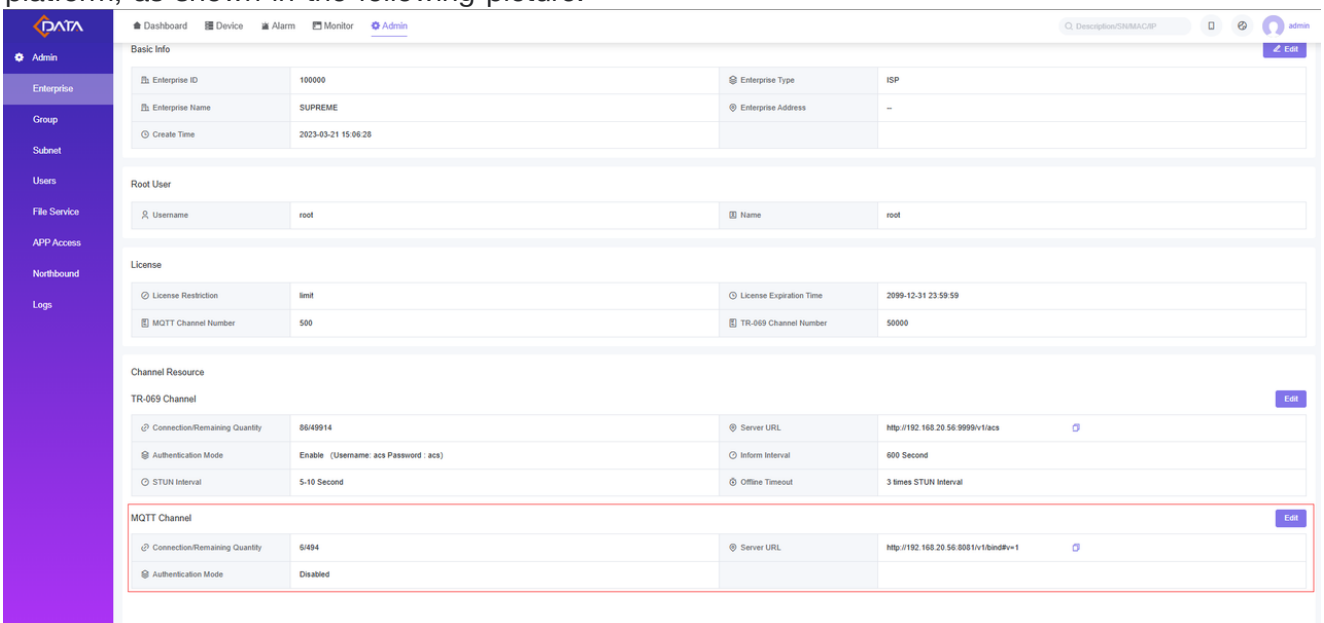 platform, as shown in the following picture.
DATA Dashboard Device Alarm Monitor Admin Description/SN/MAC/IP admin
Admin
Enterprise
Group
Subnet
Users
File Service
APP Access
Northbound
Logs
Basic Info Edit
Enterprise ID 100000 Enterprise Type ISP
Enterprise Name SUPREME Enterprise Address --
Create Time 2023-03-21 15:06:28
Root User
Username root Name root
License
License Restriction limit License Expiration Time 2099-12-31 23:59:59
MQTT Channel Number 500 TR-069 Channel Number 50000
Channel Resource
TR-069 Channel Edit
Connection/Remaining Quantity 86/49914 Server URL http://192.168.20.56:9999/v1/acs
Authentication Mode Enable (Username: acs Password : acs) Inform Interval 600 Second
STUN Interval 5-10 Second Offline Timeout 3 times STUN Interval
MQTT Channel Edit
Connection/Remaining Quantity 6/494 Server URL http://192.168.20.56:8081/v1/bind#v=1
Authentication Mode Disabled